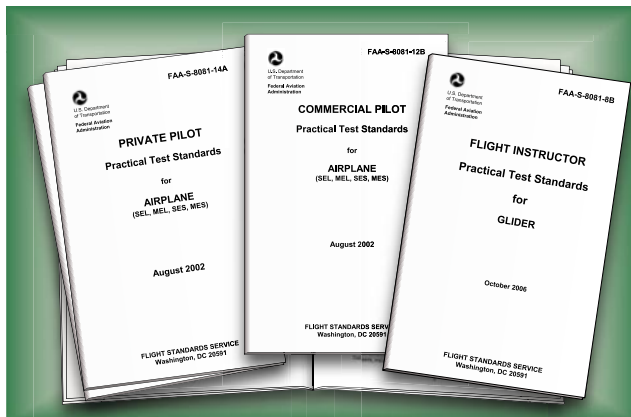 FAA-S-8081-14A
U.S. Department
of Transportation
Federal Aviation
Administration
PRIVATE PILOT
Practical Test Standards
for
AIRPLANE
(SEL, MEL, SES, MES)
August 2002
FLIGHT STANDARDS SERVICE
Washington, DC 20591
FAA-S-8081-12B
U.S. Department
of Transportation
Federal Aviation
Administration
COMMERCIAL PILOT
Practical Test Standards
for
AIRPLANE
(SEL, MEL, SES, MES)
August 2002
FLIGHT STANDARDS SERV
Washington, DC 20591
FAA-S-8081-8B
U.S. Department
of Transportation
Federal Aviation
Administration
FLIGHT INSTRUCTOR
Practical Test Standards
for
GLIDER
October 2006
FLIGHT STANDARDS SERVICE
Washington, DC 20591